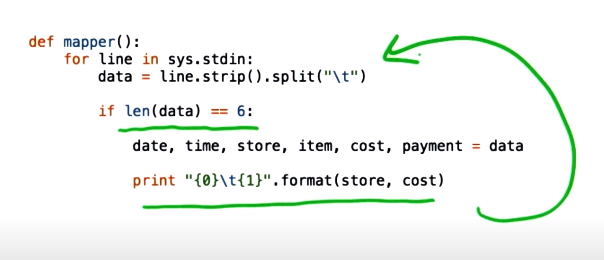 def mapper():
    for line in sys.stdin:
        data = line.strip().split("\t")
        if len(data) == 6:
            date, time, store, item, cost, payment = data
            print "{0}\t{1}".format(store, cost)